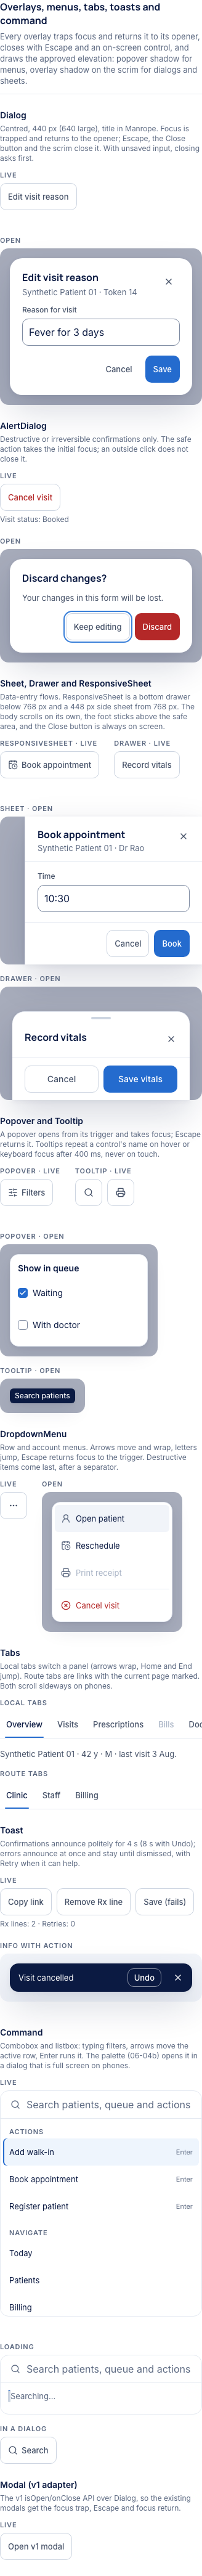 Overlays, menus, tabs, toasts and
command
Every overlay traps focus and returns it to its opener,
closes with Escape and an on-screen control, and
draws the approved elevation: popover shadow for
menus, overlay shadow on the scrim for dialogs and
sheets.
Dialog
Centred, 440 px (640 large), title in Manrope. Focus is
trapped and returns to the opener; Escape, the Close
button and the scrim close it. With unsaved input, closing
asks first.
LIVE
Edit visit reason
OPEN
Edit visit reason
Synthetic Patient 01 · Token 14
Reason for visit
Fever for 3 days
Cancel
Save
AlertDialog
Destructive or irreversible confirmations only. The safe
action takes the initial focus; an outside click does not
close it.
LIVE
Cancel visit
Visit status: Booked
OPEN
Discard changes?
Your changes in this form will be lost.
Keep editing
Discard
Sheet, Drawer and ResponsiveSheet
Data-entry flows. ResponsiveSheet is a bottom drawer
below 768 px and a 448 px side sheet from 768 px. The
body scrolls on its own, the foot sticks above the safe
area, and the Close button is always on screen.
RESPONSIVESHEET · LIVE
DRAWER · LIVE
Book appointment
Record vitals
SHEET · OPEN
Book appointment
Synthetic Patient 01 · Dr Rao
Time
10:30
Cancel
Book
DRAWER · OPEN
Record vitals
Cancel
Save vitals
Popover and Tooltip
A popover opens from its trigger and takes focus; Escape
returns it. Tooltips repeat a control's name on hover or
keyboard focus after 400 ms, never on touch.
POPOVER · LIVE
TOOLTIP · LIVE
Filters
POPOVER · OPEN
Show in queue
Waiting
With doctor
TOOLTIP · OPEN
Search patients
DropdownMenu
Row and account menus. Arrows move and wrap, letters
jump, Escape returns focus to the trigger. Destructive
items come last, after a separator.
LIVE
OPEN
Open patient
Reschedule
Print receipt
Cancel visit
Tabs
Local tabs switch a panel (arrows wrap, Home and End
jump). Route tabs are links with the current page marked.
Both scroll sideways on phones.
LOCAL TABS
Overview
Visits
Prescriptions
Bills
Doc
Synthetic Patient 01 · 42 y · M · last visit 3 Aug.
ROUTE TABS
Clinic
Staff
Billing
Toast
Confirmations announce politely for 4 s (8 s with Undo);
errors announce at once and stay until dismissed, with
Retry when it can help.
LIVE
Copy link
Remove Rx line
Save (fails)
Rx lines: 2 · Retries: 0
INFO WITH ACTION
Visit cancelled
Undo
Command
Combobox and listbox: typing filters, arrows move the
active row, Enter runs it. The palette (06-04b) opens it in
a dialog that is full screen on phones.
LIVE
Search patients, queue and actions
ACTIONS
Add walk-in
Enter
Book appointment
Enter
Register patient
Enter
NAVIGATE
Today
Patients
Billing
LOADING
Search patients, queue and actions
Searching…
IN A DIALOG
Search
Modal (v1 adapter)
The v1 isOpen/onClose API over Dialog, so the existing
modals get the focus trap, Escape and focus return.
LIVE
Open v1 modal